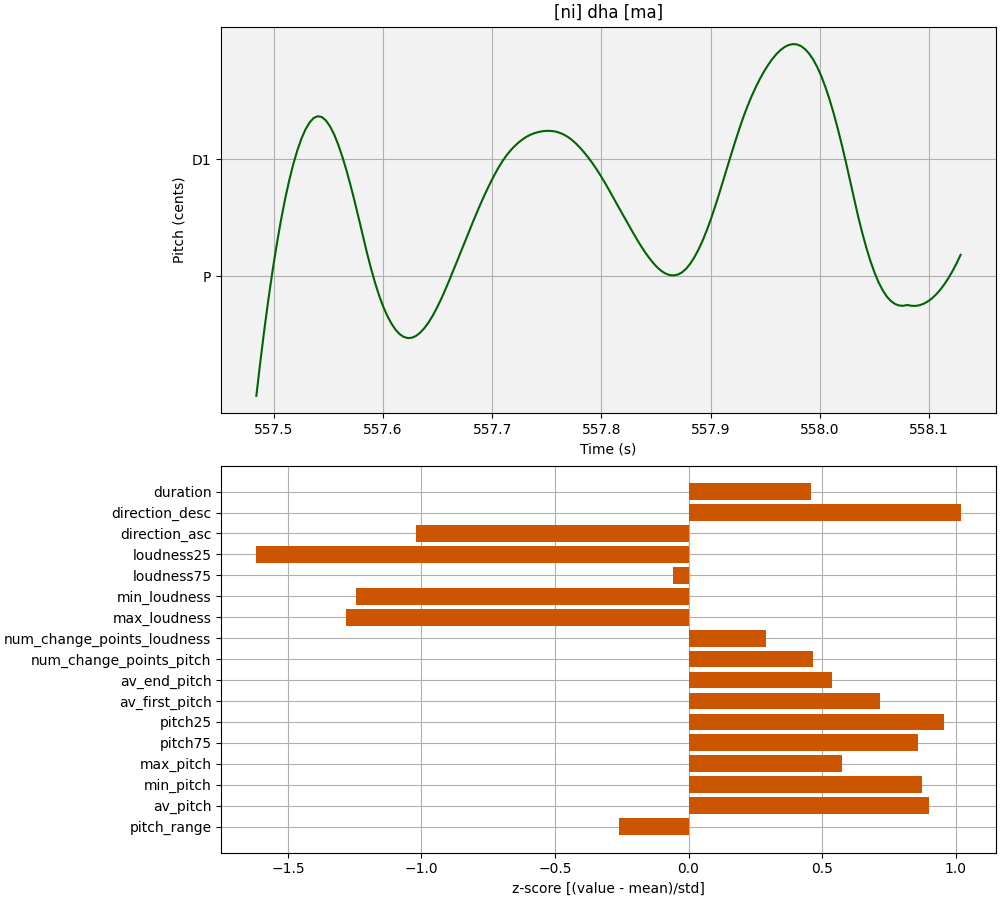 [ni] dha [ma]
D1
P
Pitch (cents)
557.5 557.6 557.7 557.8 557.9 558.0 558.1
Time (s)
duration
direction_desc
direction_asc
loudness25
loudness75
min_loudness
max_loudness
num_change_points_loudness
num_change_points_pitch
av_end_pitch
av_first_pitch
pitch25
pitch75
max_pitch
min_pitch
av_pitch
pitch_range
−1.5 −1.0 −0.5 0.0 0.5 1.0
z-score [(value - mean)/std]